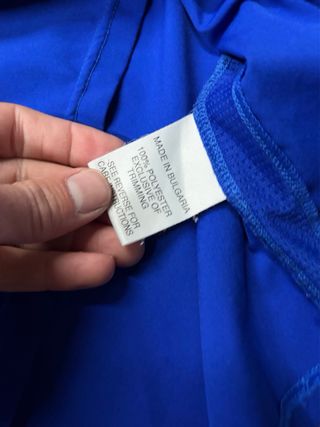 MADE IN BULGARIA
100% POLYESTER
EXCLUSIVE OF
TRIMMING
SEE REVERSE FOR
CARE INSTRUCTIONS